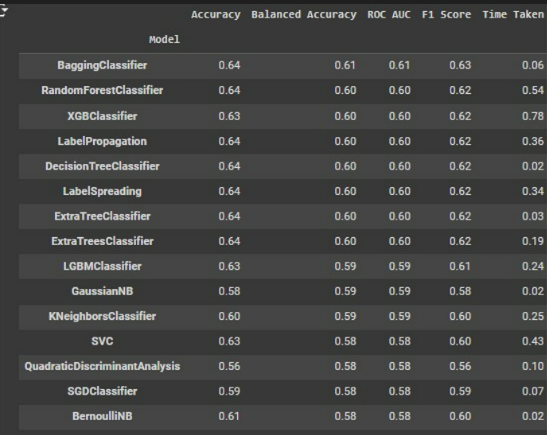 Accuracy Balanced Accuracy ROC AUC F1 Score Time Taken
Model
BaggingClassifier 0.64 0.61 0.61 0.63 0.06
RandomForestClassifier 0.64 0.60 0.60 0.62 0.54
XGBClassifier 0.63 0.60 0.60 0.62 0.78
LabelPropagation 0.64 0.60 0.60 0.62 0.36
DecisionTreeClassifier 0.64 0.60 0.60 0.62 0.02
LabelSpreading 0.64 0.60 0.60 0.62 0.34
ExtraTreeClassifier 0.64 0.60 0.60 0.62 0.03
ExtraTreesClassifier 0.64 0.60 0.60 0.62 0.19
LGBMClassifier 0.63 0.59 0.59 0.61 0.24
GaussianNB 0.58 0.59 0.59 0.58 0.02
KNeighborsClassifier 0.60 0.59 0.59 0.60 0.25
SVC 0.63 0.58 0.58 0.60 0.43
QuadraticDiscriminantAnalysis 0.56 0.58 0.58 0.56 0.10
SGDClassifier 0.59 0.58 0.58 0.59 0.07
BernoulliNB 0.61 0.58 0.58 0.60 0.02